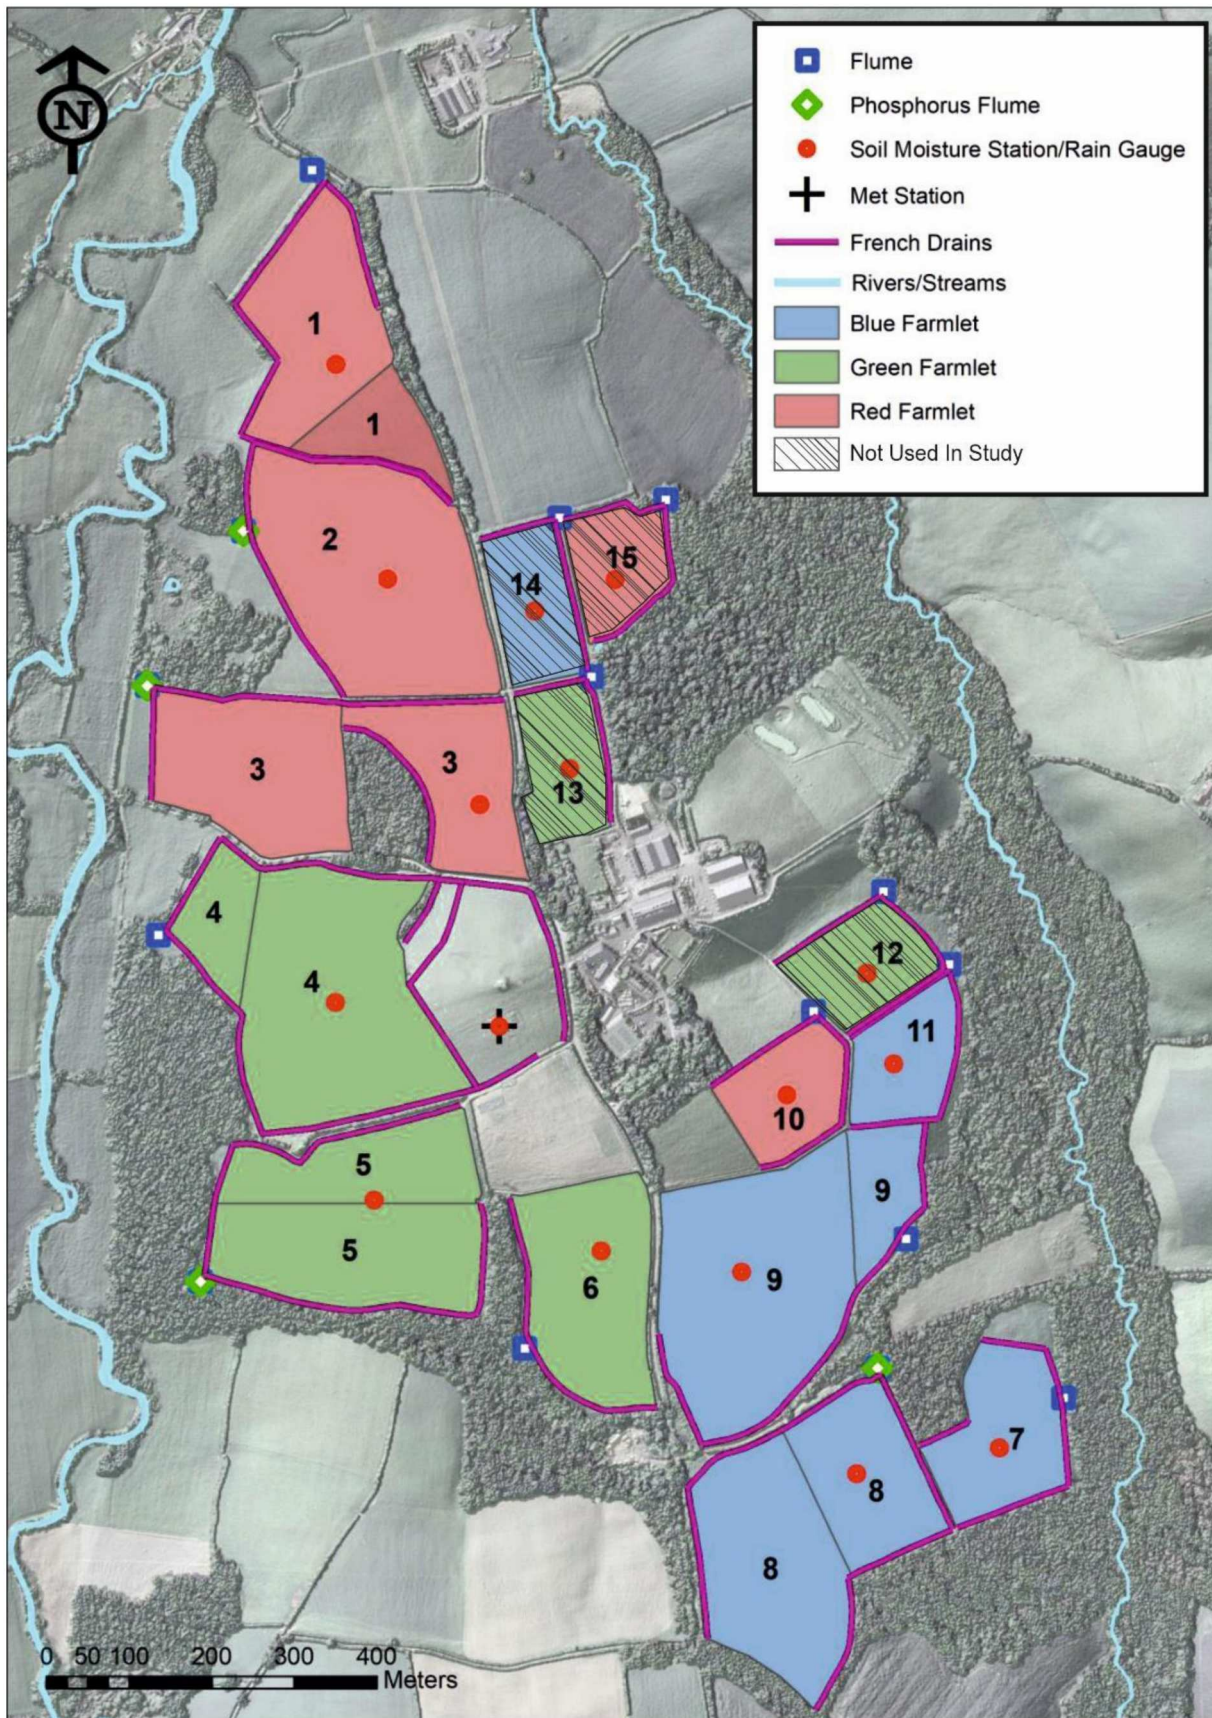 N
Flume
Phosphorus Flume
Soil Moisture Station/Rain Gauge
Met Station
French Drains
Rivers/Streams
Blue Farmlet
Green Farmlet
Red Farmlet
Not Used In Study
1
1
2
14
15
3
3
13
4
4
12
11
10
5
5
9
9
6
7
8
8
0 50 100 200 300 400
Meters